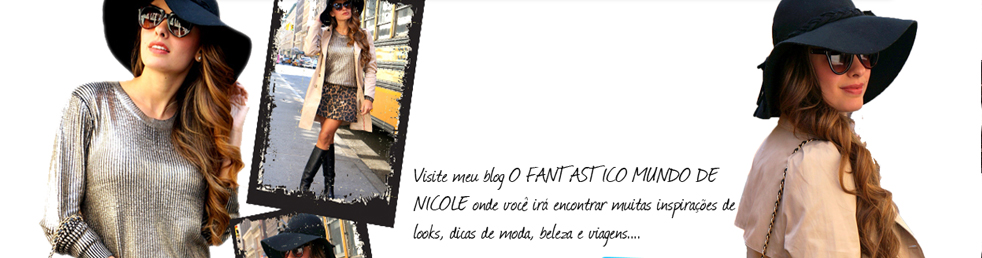 Visite meu blog O FANTASTICO MUNDO DE
NICOLE onde você irá encontrar muitas inspirações de
looks, dicas de moda, beleza e viagens....